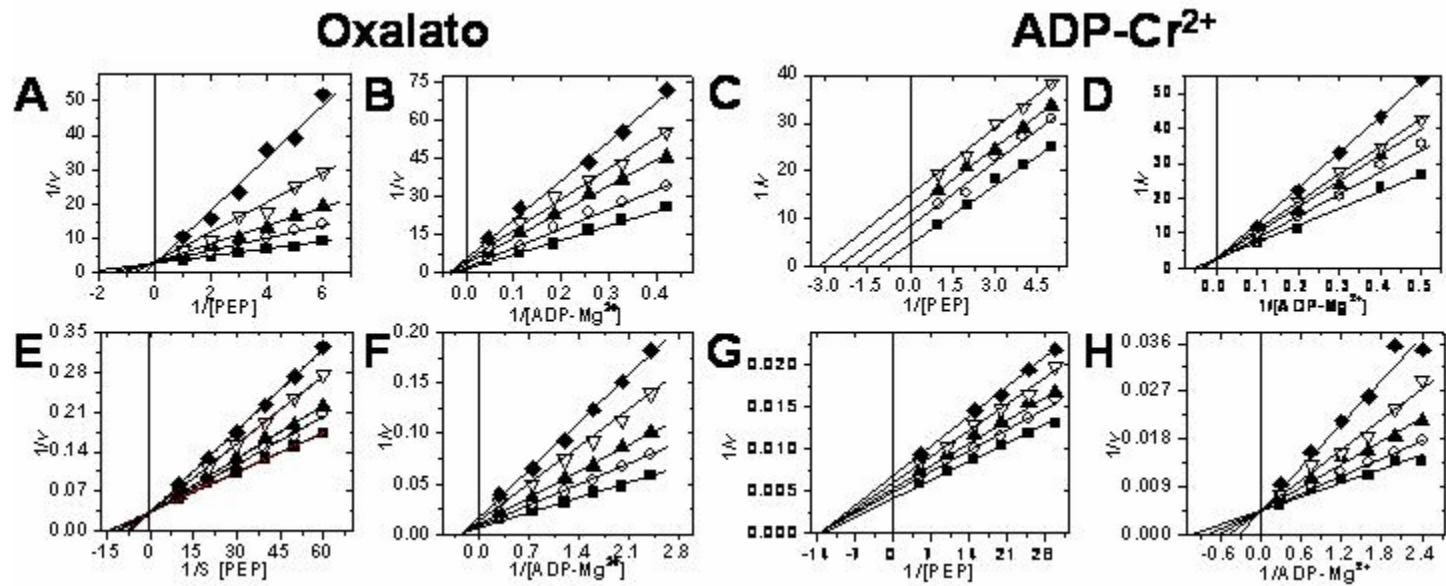 Oxalato
ADP-Cr2+
A
50
40
30
20
10
0
1/v
-2 0 2 4 6
1/[PEP]
B
75
60
45
30
15
0
1/v
0.0 0.1 0.2 0.3 0.4
1/[ADP-Mg2+]
C
40
30
20
10
0
1/v
-3.0 -1.5 0.0 1.5 3.0 4.5
1/[PEP]
D
50
40
30
20
10
0
1/v
0.0 0.1 0.2 0.3 0.4 0.5
1/[ADP-Mg2+]
E
0.35
0.28
0.21
0.14
0.07
0.00
1/v
-15 0 15 30 45 60
1/S [PEP]
F
0.20
0.15
0.10
0.05
0.00
1/v
0.0 0.7 1.4 2.1 2.8
1/[ADP-Mg2+]
G
0.020
0.015
0.010
0.005
0.000
1/v
1/[PEP]
H
0.036
0.027
0.018
0.009
0.000
1/v
-0.6 0.0 0.6 1.2 1.8 2.4
1/ADP-Mg2+